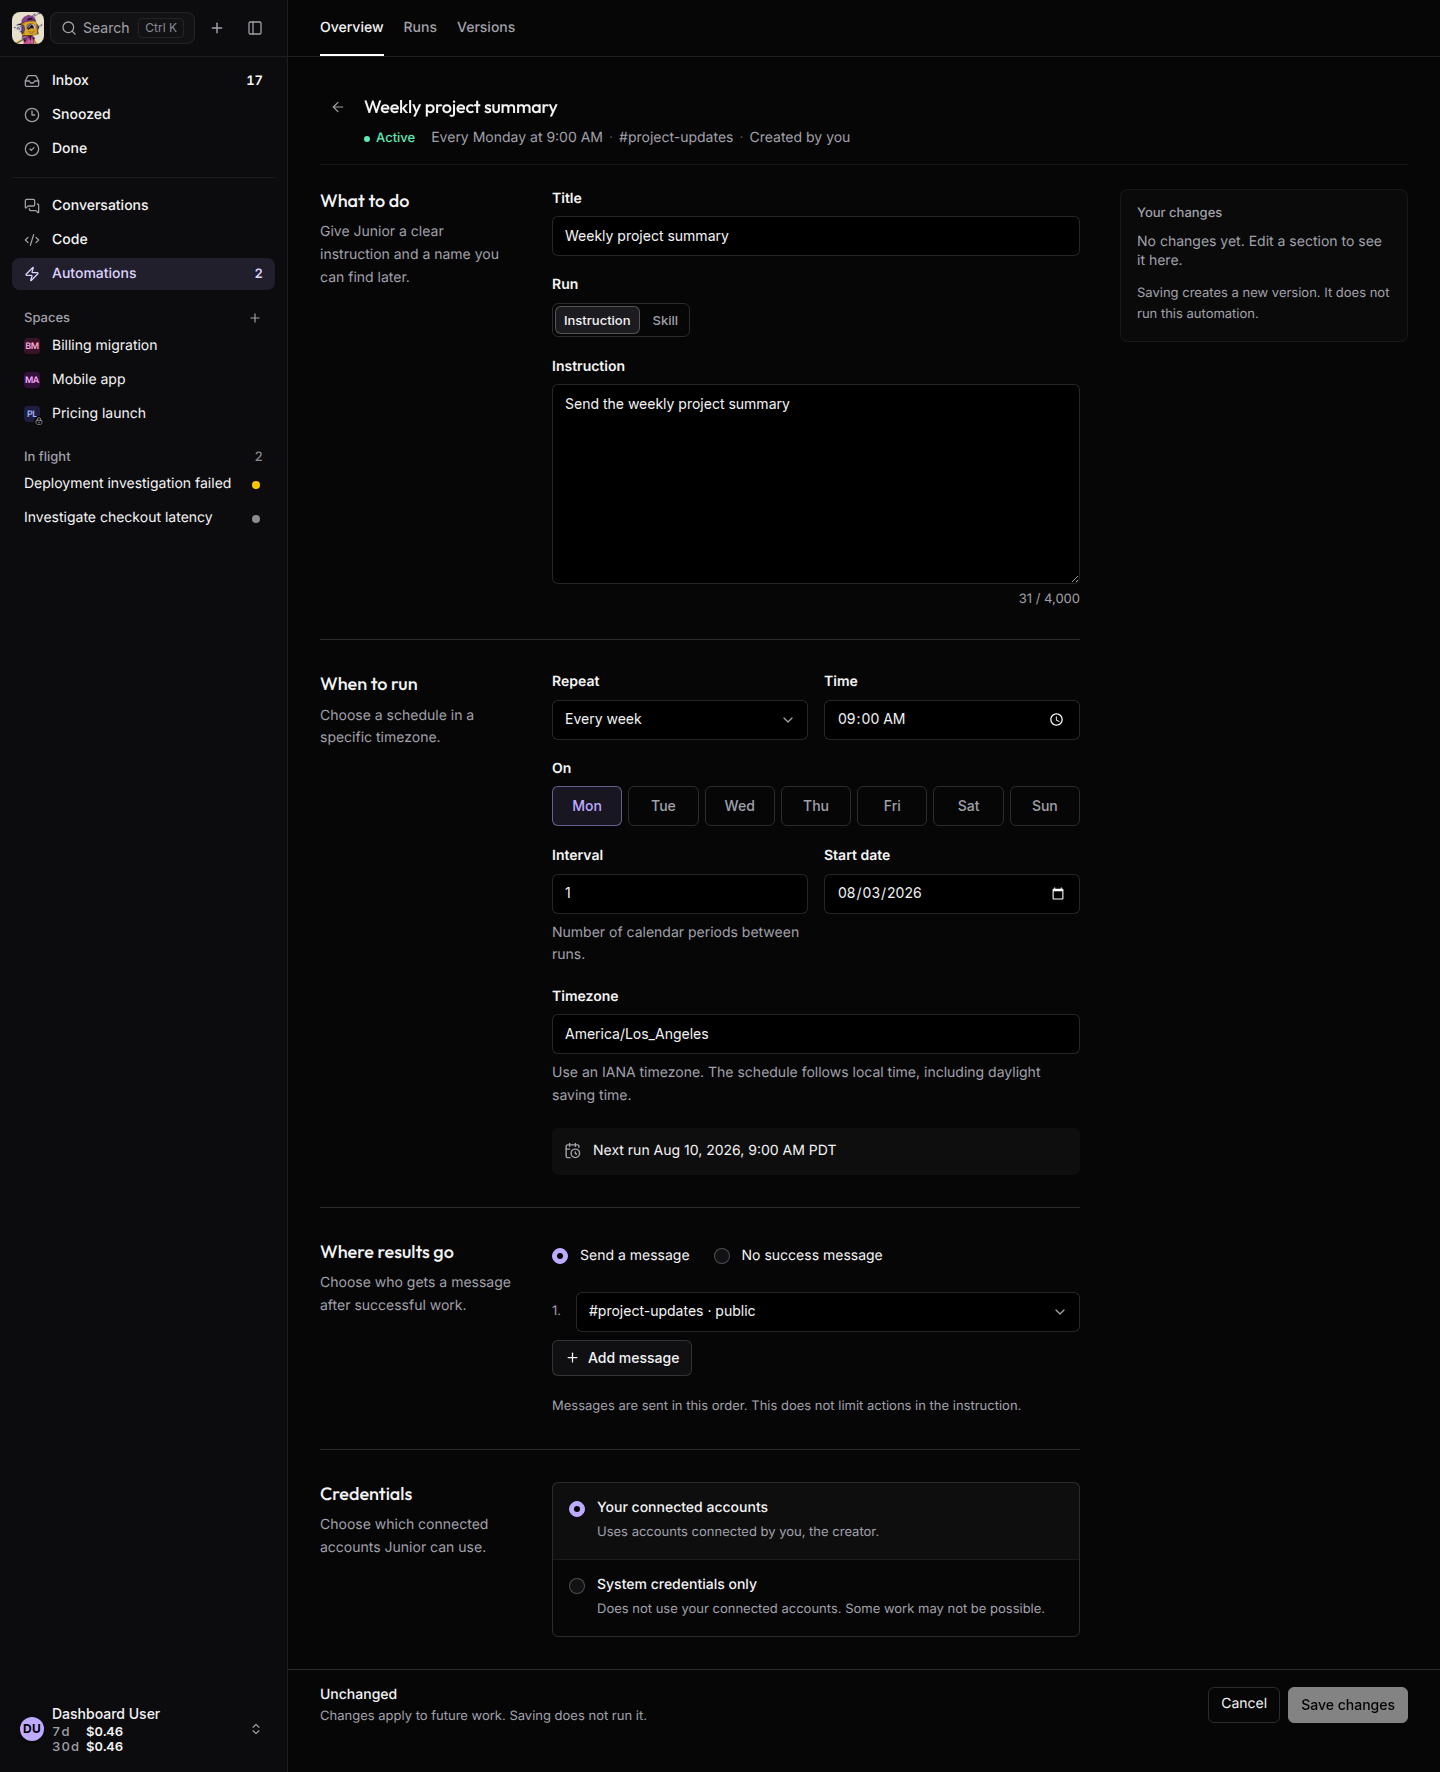 Search Ctrl K
Inbox 17
Snoozed
Done
Conversations
Code
Automations 2
Spaces
BM Billing migration
MA Mobile app
PL Pricing launch
In flight 2
Deployment investigation failed
Investigate checkout latency
DU Dashboard User
7d $0.46
30d $0.46
Overview Runs Versions
Weekly project summary
Active Every Monday at 9:00 AM · #project-updates · Created by you
What to do
Give Junior a clear
instruction and a name you
can find later.
Title
Weekly project summary
Run
Instruction Skill
Instruction
Send the weekly project summary
31 / 4,000
Your changes
No changes yet. Edit a section to see
it here.
Saving creates a new version. It does not
run this automation.
When to run
Choose a schedule in a
specific timezone.
Repeat Time
Every week 09:00 AM
On
Mon Tue Wed Thu Fri Sat Sun
Interval Start date
1 08/03/2026
Number of calendar periods between
runs.
Timezone
America/Los_Angeles
Use an IANA timezone. The schedule follows local time, including daylight
saving time.
Next run Aug 10, 2026, 9:00 AM PDT
Where results go
Choose who gets a message
after successful work.
Send a message No success message
1. #project-updates · public
Add message
Messages are sent in this order. This does not limit actions in the instruction.
Credentials
Choose which connected
accounts Junior can use.
Your connected accounts
Uses accounts connected by you, the creator.
System credentials only
Does not use your connected accounts. Some work may not be possible.
Unchanged
Changes apply to future work. Saving does not run it.
Cancel Save changes